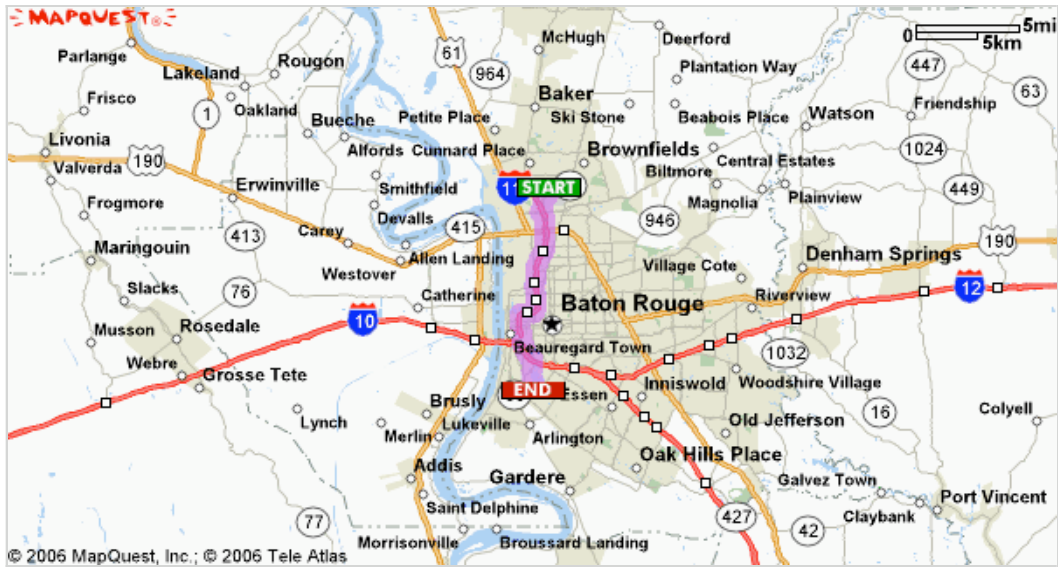 MAPQUEST®
5mi
0
5km
McHugh
Deerford
Parlange
61
Rougon
447
Lakeland
964
Plantation Way
63
Frisco
Oakland
Baker
1
Petite Place
Ski Stone
Beabois Place
Watson
Friendship
Bueche
Livonia
190
Alfords
Cunnard Place
Brownfields
1024
Valverda
Central Estates
Biltmore
Erwinville
Smithfield
START
449
Magnolia
Plainview
Frogmore
Devalls
415
946
413
Carey
190
Maringouin
Allen Landing
Denham Springs
Westover
Village Cote
Slacks
76
Catherine
Riverview
12
Baton Rouge
10
Musson
Rosedale
Beauregard Town
1032
Webre
Grosse Tete
END
Essen
Inniswold
Woodshire Village
Brusly
16
Colyell
Lynch
Lukeville
Old Jefferson
Merlin
Arlington
Addis
Oak Hills Place
Gardere
Galvez Town
Port Vincent
Saint Delphine
Claybank
77
427
42
Morrisonville
Broussard Landing
© 2006 MapQuest, Inc.; © 2006 Tele Atlas